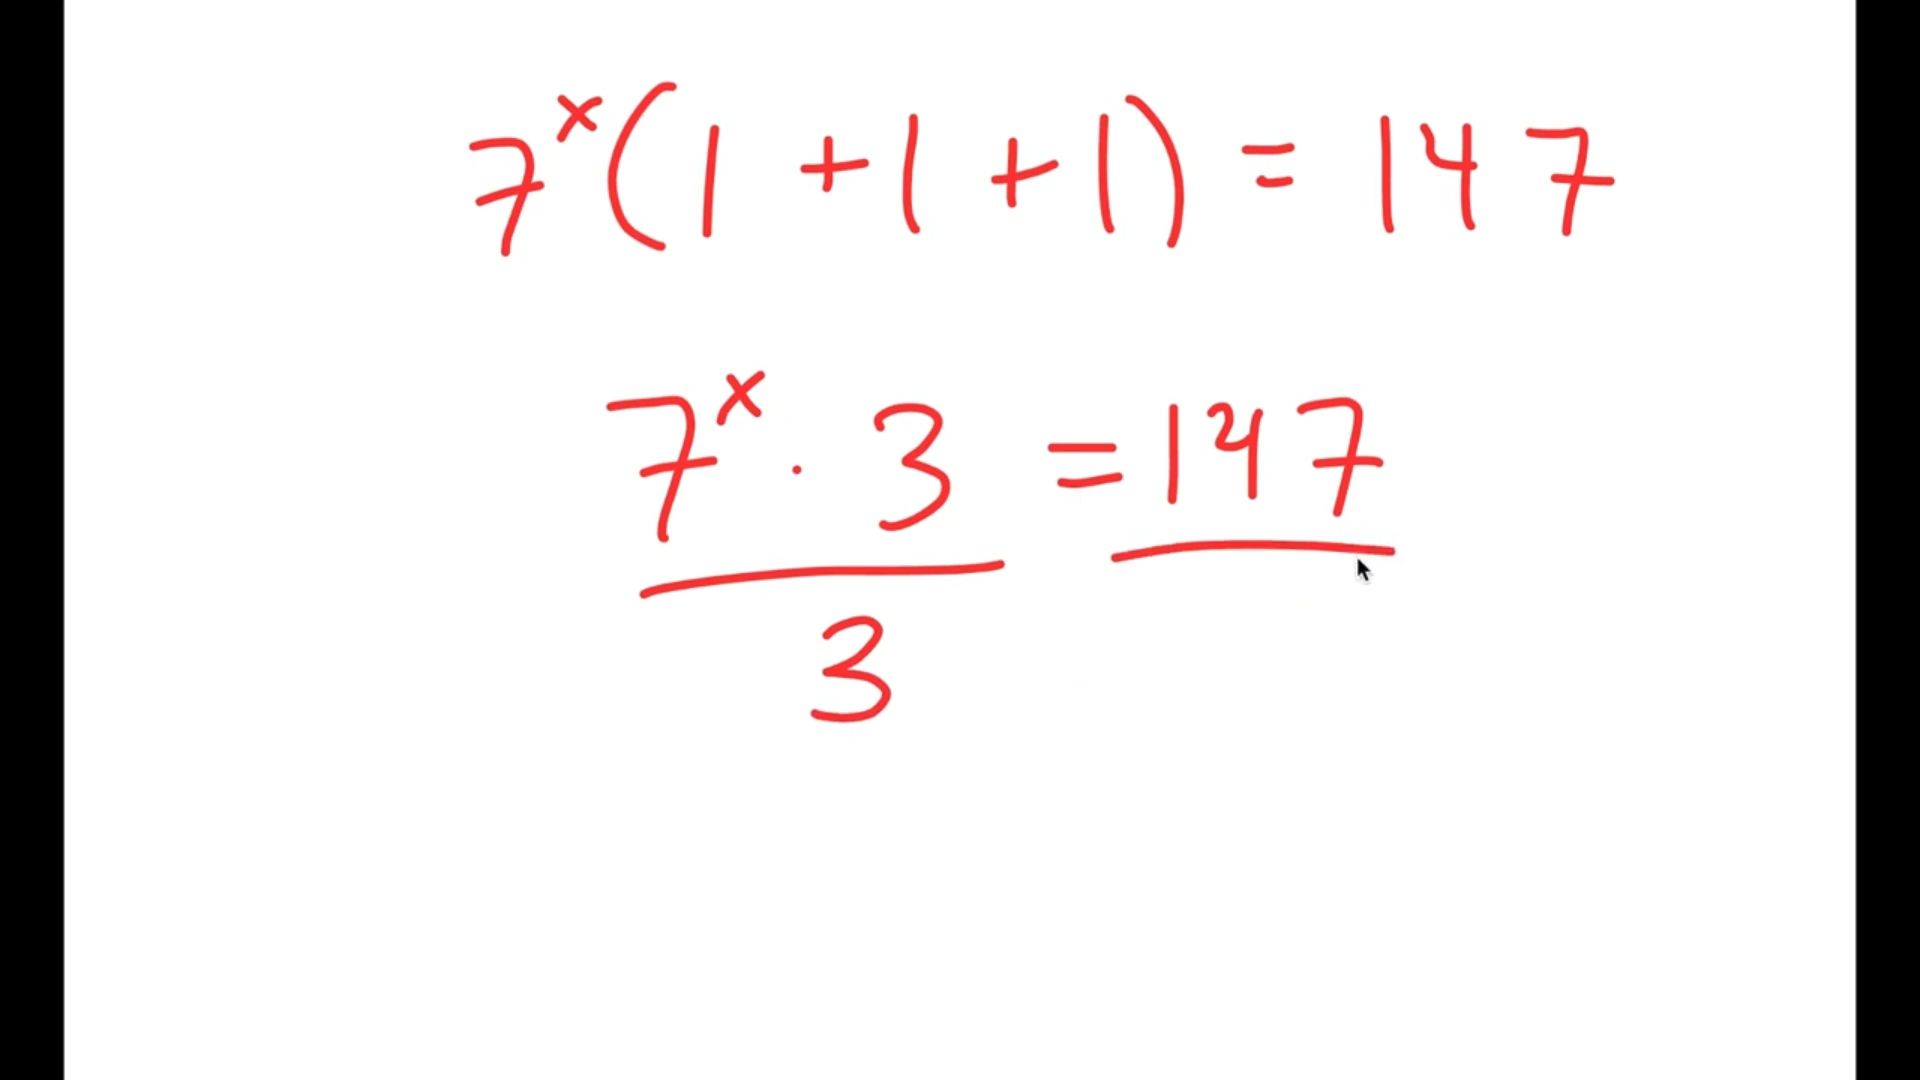 7^x(1+1+1)=147
7^x · 3 = 147
3